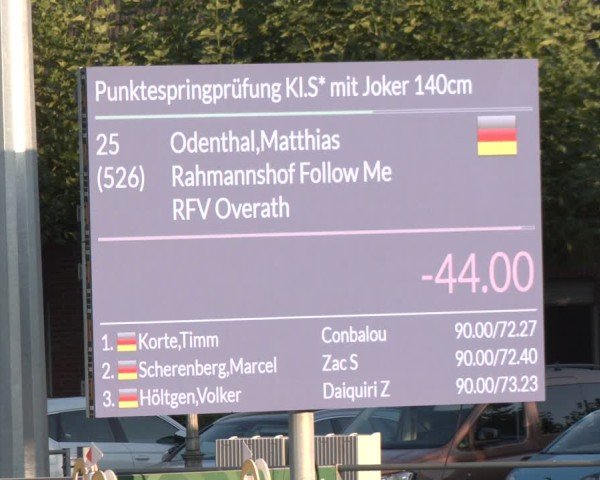 Punktespringprüfung Kl.S* mit Joker 140cm
25 Odenthal,Matthias
(526) Rahmannshof Follow Me
RFV Overath
-44.00
1. Korte,Timm Conbalou 90.00/72.27
2. Scherenberg,Marcel Zac S 90.00/72.40
3. Höltgen,Volker Daiquiri Z 90.00/73.23